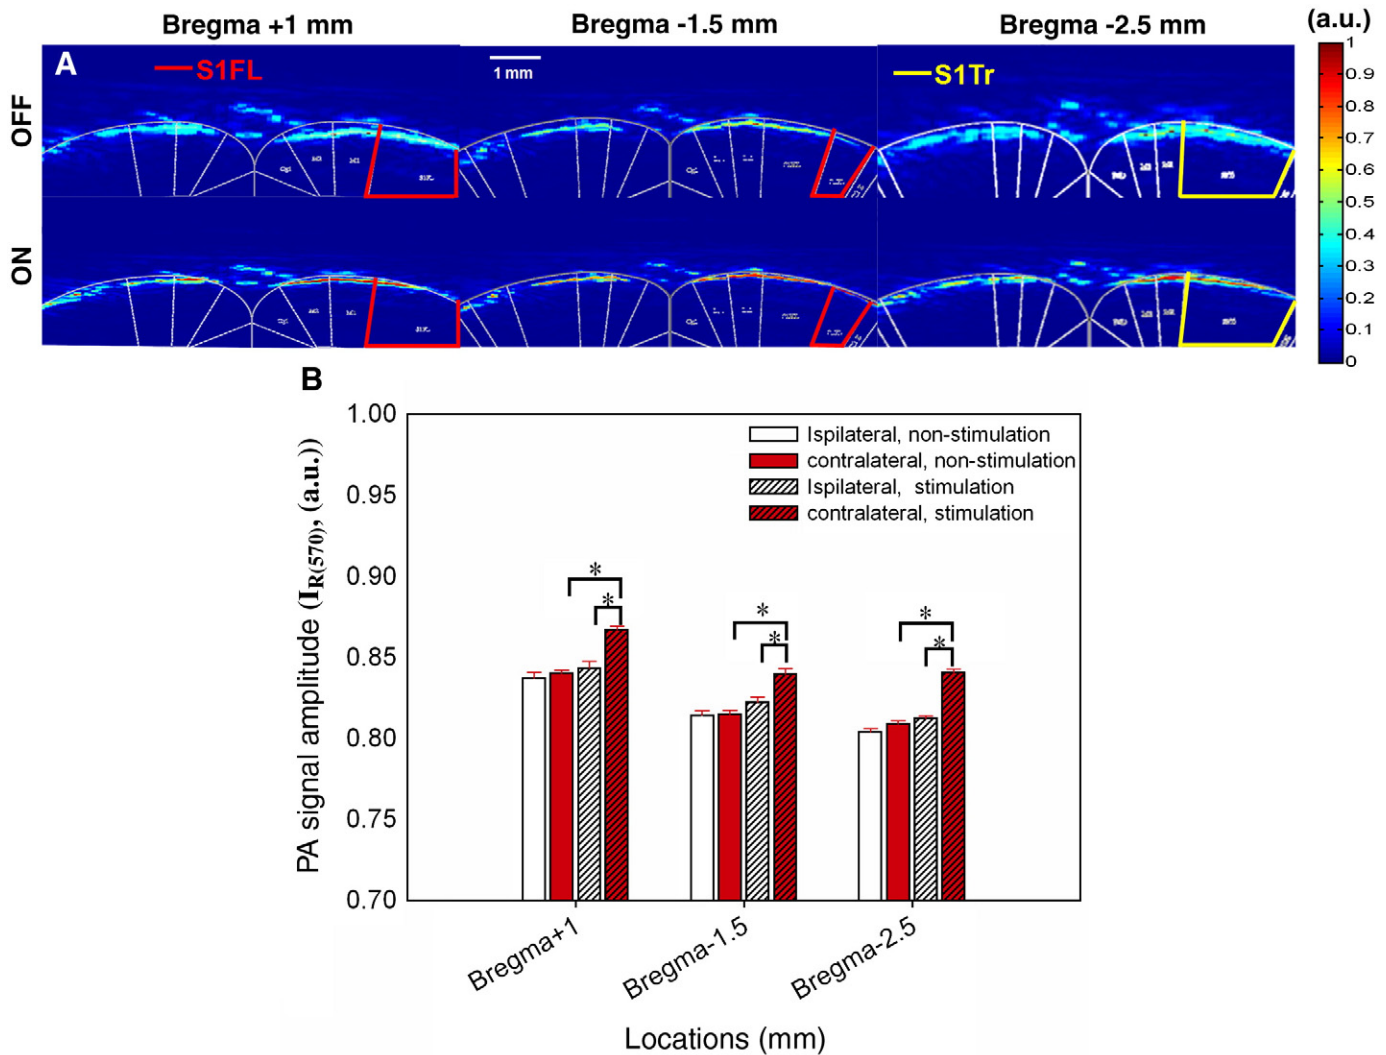 Bregma +1 mm
Bregma -1.5 mm
Bregma -2.5 mm
(a.u.)
A
S1FL
1 mm
S1Tr
OFF
ON
1
0.9
0.8
0.7
0.6
0.5
0.4
0.3
0.2
0.1
0
B
PA signal amplitude (I_R(570), (a.u.))
1.00
0.95
0.90
0.85
0.80
0.75
0.70
Ispilateral, non-stimulation
contralateral, non-stimulation
Ispilateral, stimulation
contralateral, stimulation
* * * * * *
Bregma+1
Bregma-1.5
Bregma-2.5
Locations (mm)